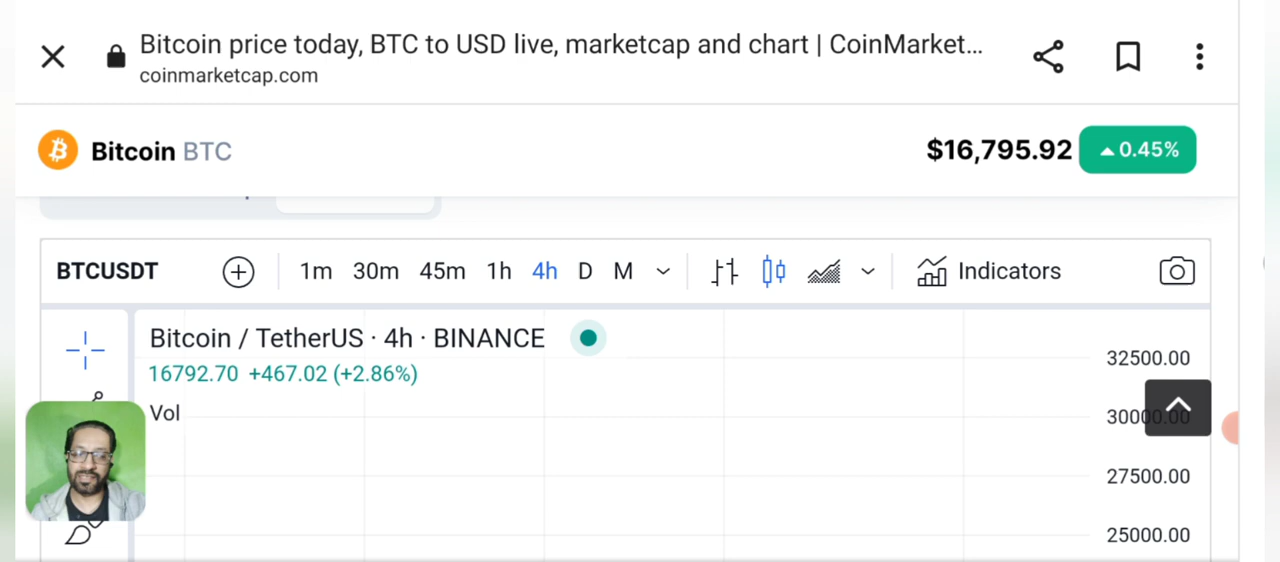 Bitcoin price today, BTC to USD live, marketcap and chart | CoinMarket...
coinmarketcap.com
Bitcoin BTC
$16,795.92 0.45%
BTCUSDT 1m 30m 45m 1h 4h D M Indicators
Bitcoin / TetherUS · 4h · BINANCE
16792.70 +467.02 (+2.86%)
Vol
32500.00
30000.00
27500.00
25000.00